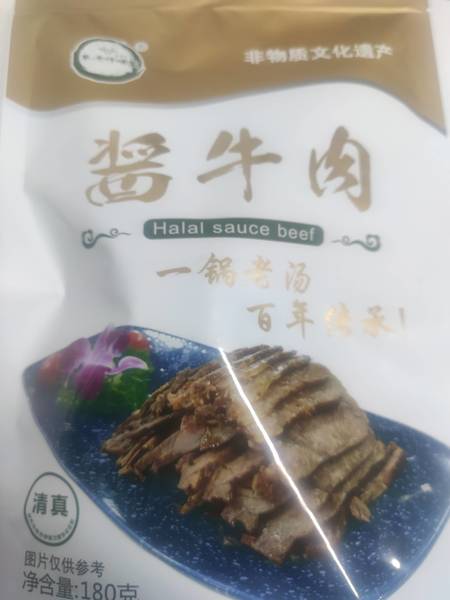 非物质文化遗产
酱牛肉
Halal sauce beef
一锅老汤
百年传承!
清真
图片仅供参考
净含量:180克